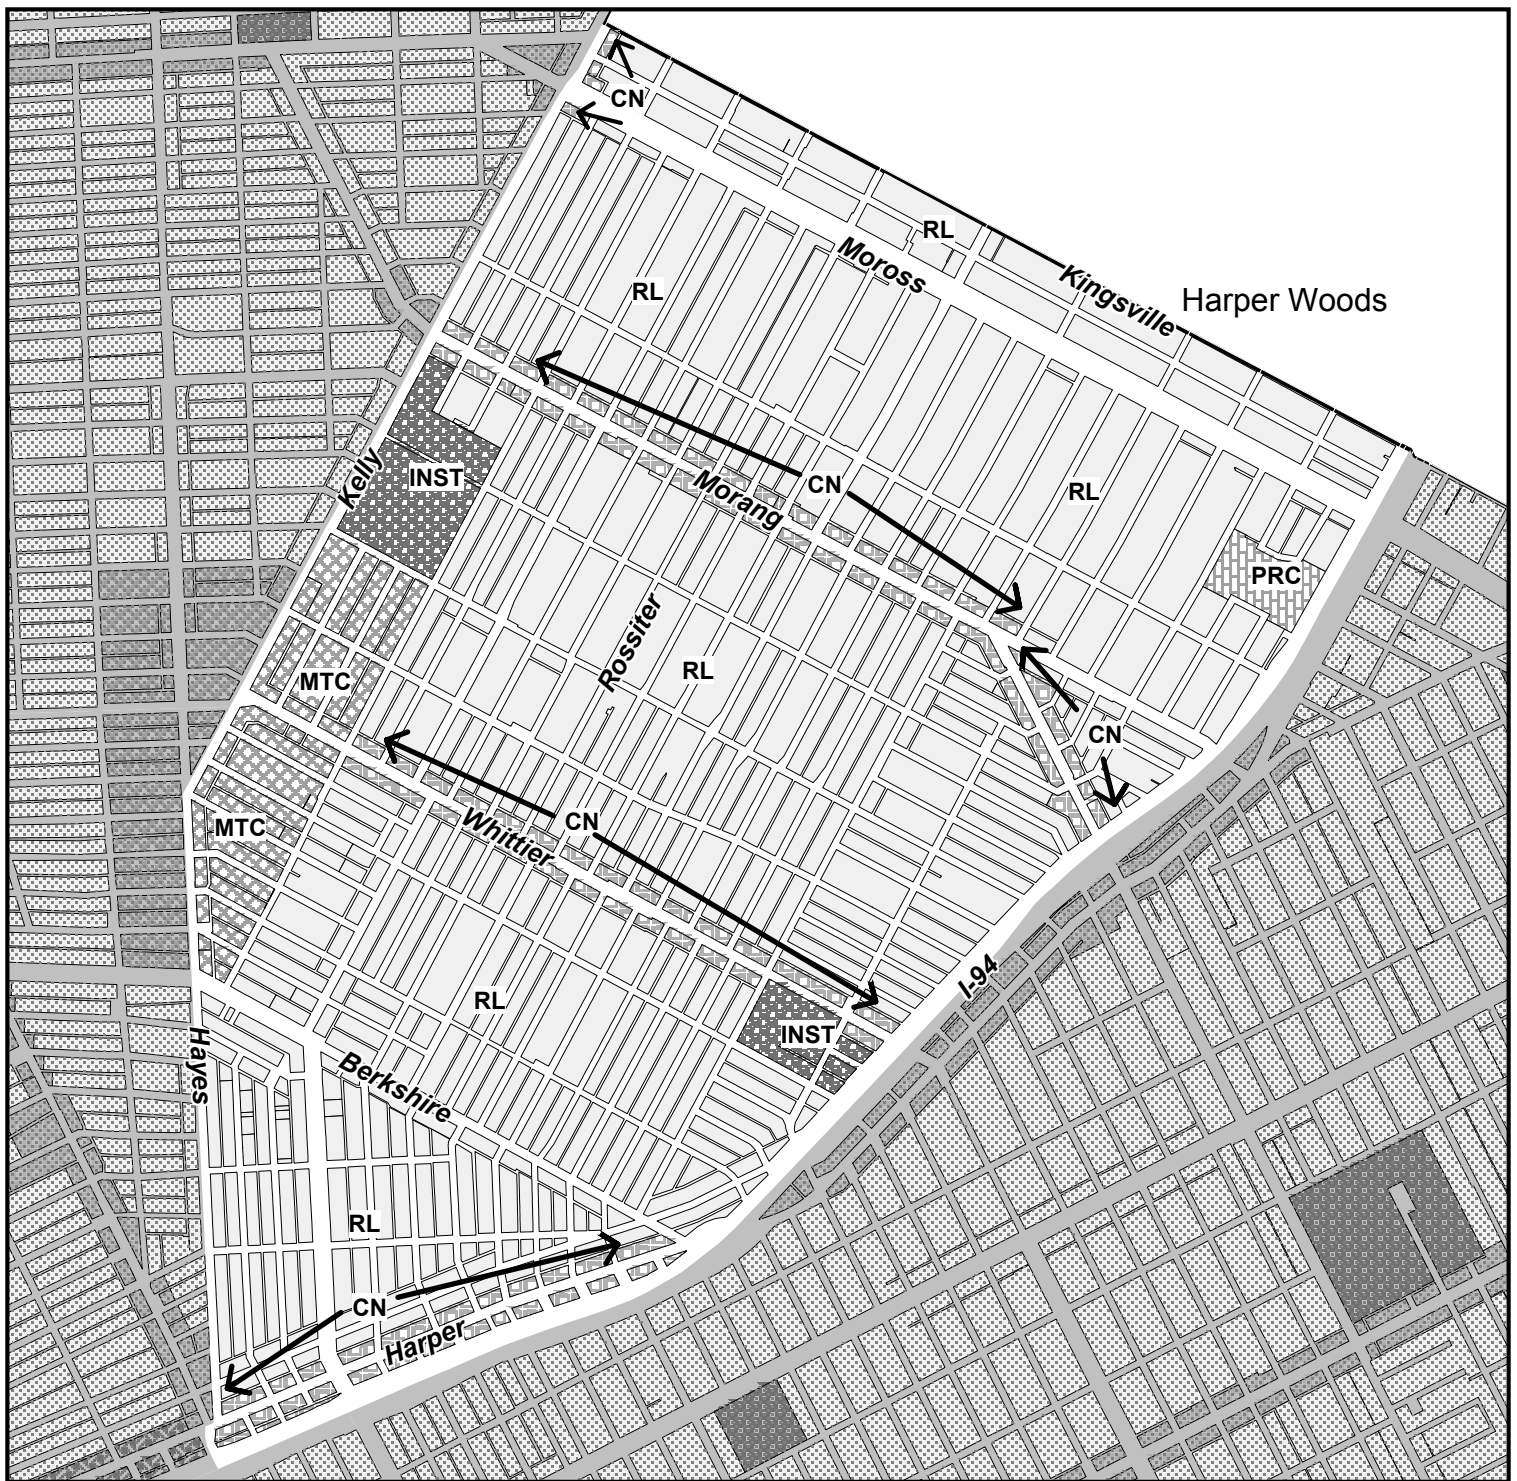 CN
RL
Moross
Kingsville
Harper Woods
RL
Kelly
INST
CN
Morang
RL
PRC
Rossiter
RL
MTC
CN
MTC
CN
Whittier
RL
INST
I-94
Hayes
Berkshire
RL
CN
Harper